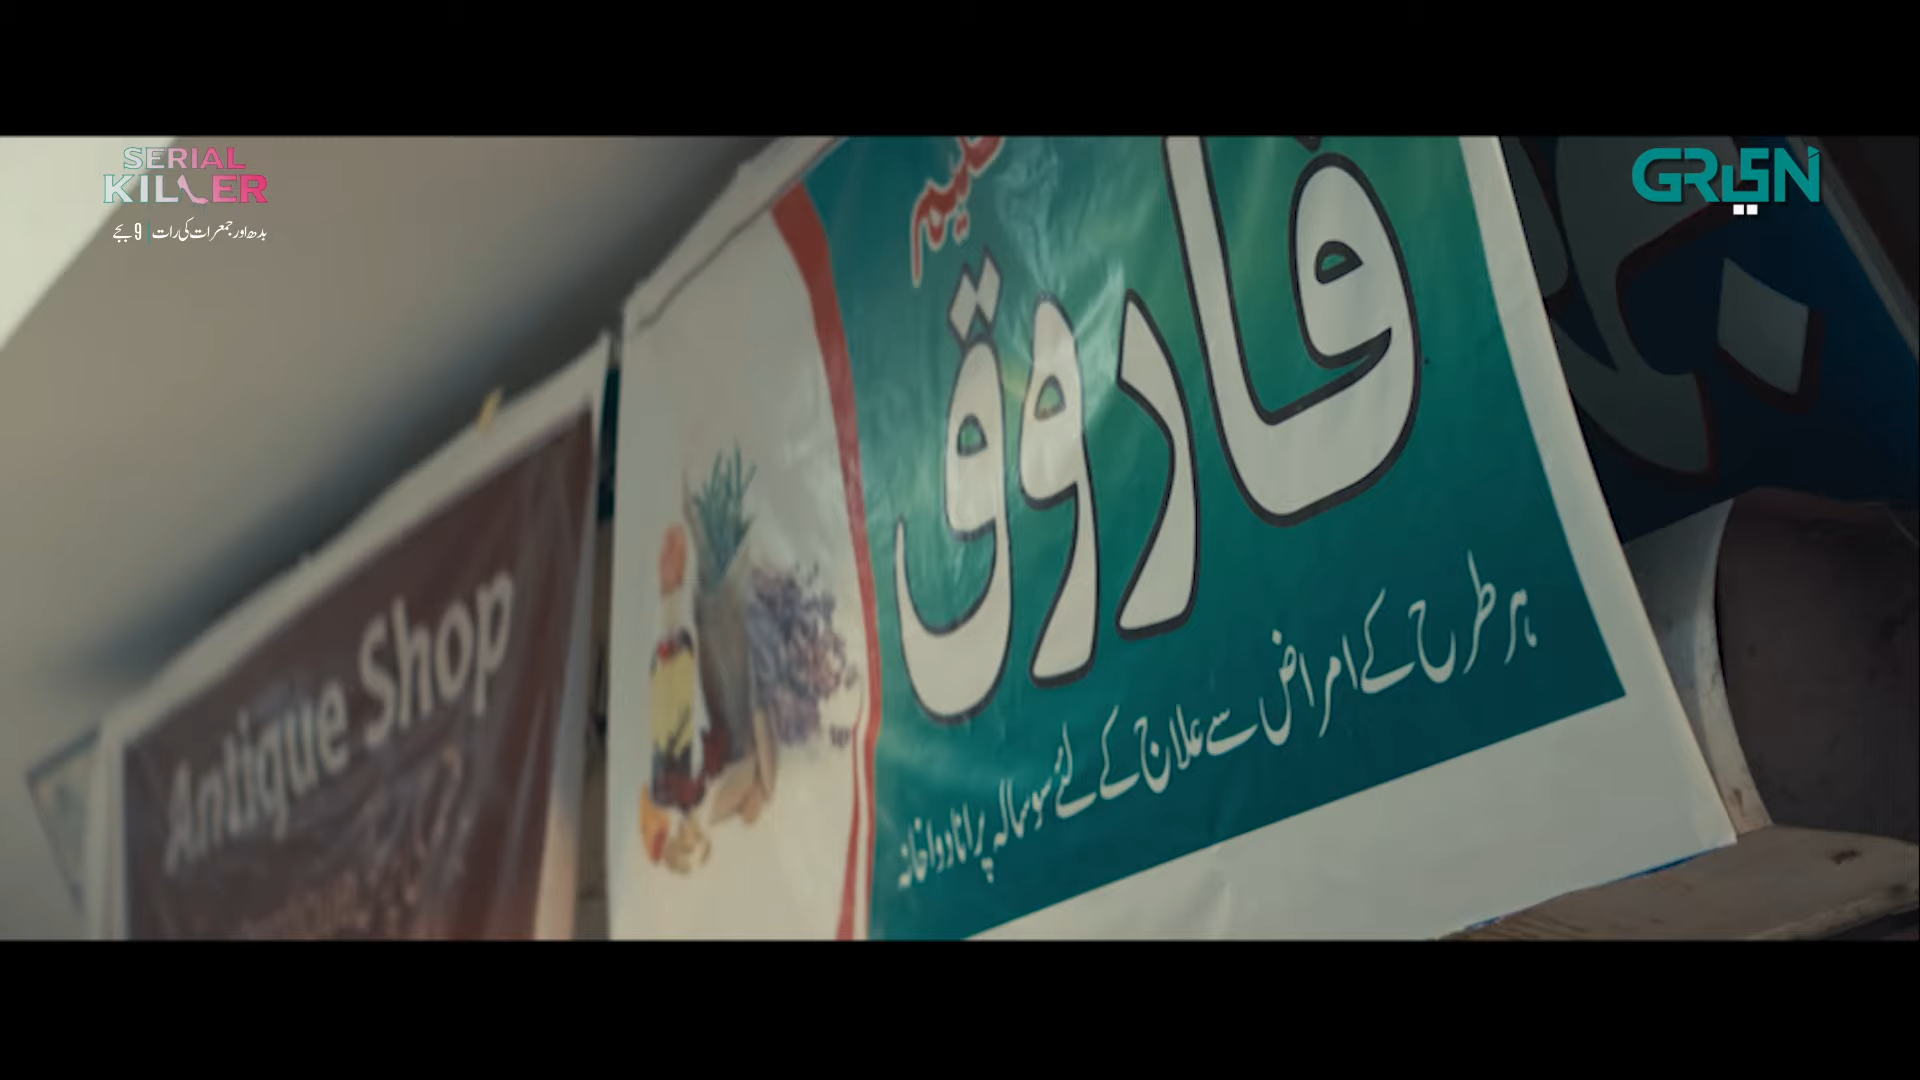 SERIAL
KILLER
بدھ اور جمعرات کی رات | 9 بجے
GREEN
حکیم
فاروق
ہر طرح کے امراض سے علاج کے لئے سو سالہ پرانا دواخانہ
Antique Shop